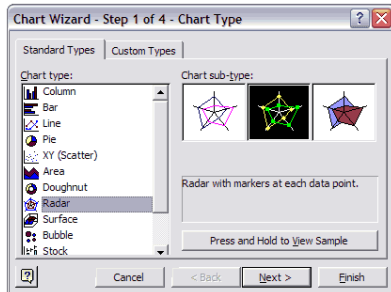 Chart Wizard - Step 1 of 4 - Chart Type
Standard Types
Custom Types
Chart type:
Column
Bar
Line
Pie
XY (Scatter)
Area
Doughnut
Radar
Surface
Bubble
Stock
Chart sub-type:
Radar with markers at each data point.
Press and Hold to View Sample
Cancel
< Back
Next >
Finish